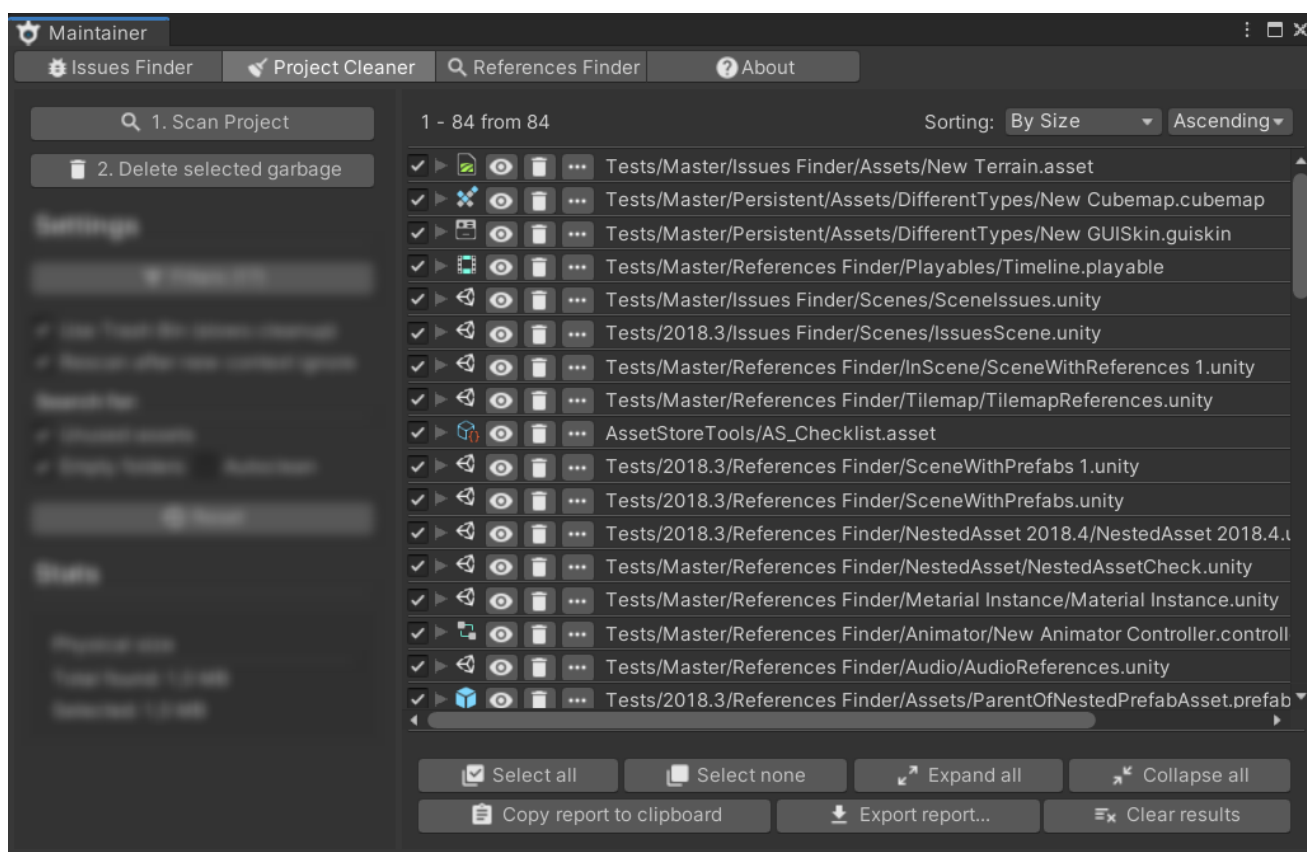 Maintainer
Issues Finder Project Cleaner References Finder About
1. Scan Project
2. Delete selected garbage
Settings
Stats
1 - 84 from 84 Sorting: By Size Ascending
Tests/Master/Issues Finder/Assets/New Terrain.asset
Tests/Master/Persistent/Assets/DifferentTypes/New Cubemap.cubemap
Tests/Master/Persistent/Assets/DifferentTypes/New GUISkin.guiskin
Tests/Master/References Finder/Playables/Timeline.playable
Tests/Master/Issues Finder/Scenes/SceneIssues.unity
Tests/2018.3/Issues Finder/Scenes/IssuesScene.unity
Tests/Master/References Finder/InScene/SceneWithReferences 1.unity
Tests/Master/References Finder/Tilemap/TilemapReferences.unity
AssetStoreTools/AS_Checklist.asset
Tests/2018.3/References Finder/SceneWithPrefabs 1.unity
Tests/2018.3/References Finder/SceneWithPrefabs.unity
Tests/2018.3/References Finder/NestedAsset 2018.4/NestedAsset 2018.4.u
Tests/Master/References Finder/NestedAsset/NestedAssetCheck.unity
Tests/Master/References Finder/Metarial Instance/Material Instance.unity
Tests/Master/References Finder/Animator/New Animator Controller.controll
Tests/Master/References Finder/Audio/AudioReferences.unity
Tests/2018.3/References Finder/Assets/ParentOfNestedPrefabAsset.prefab
Select all Select none Expand all Collapse all
Copy report to clipboard Export report... Clear results